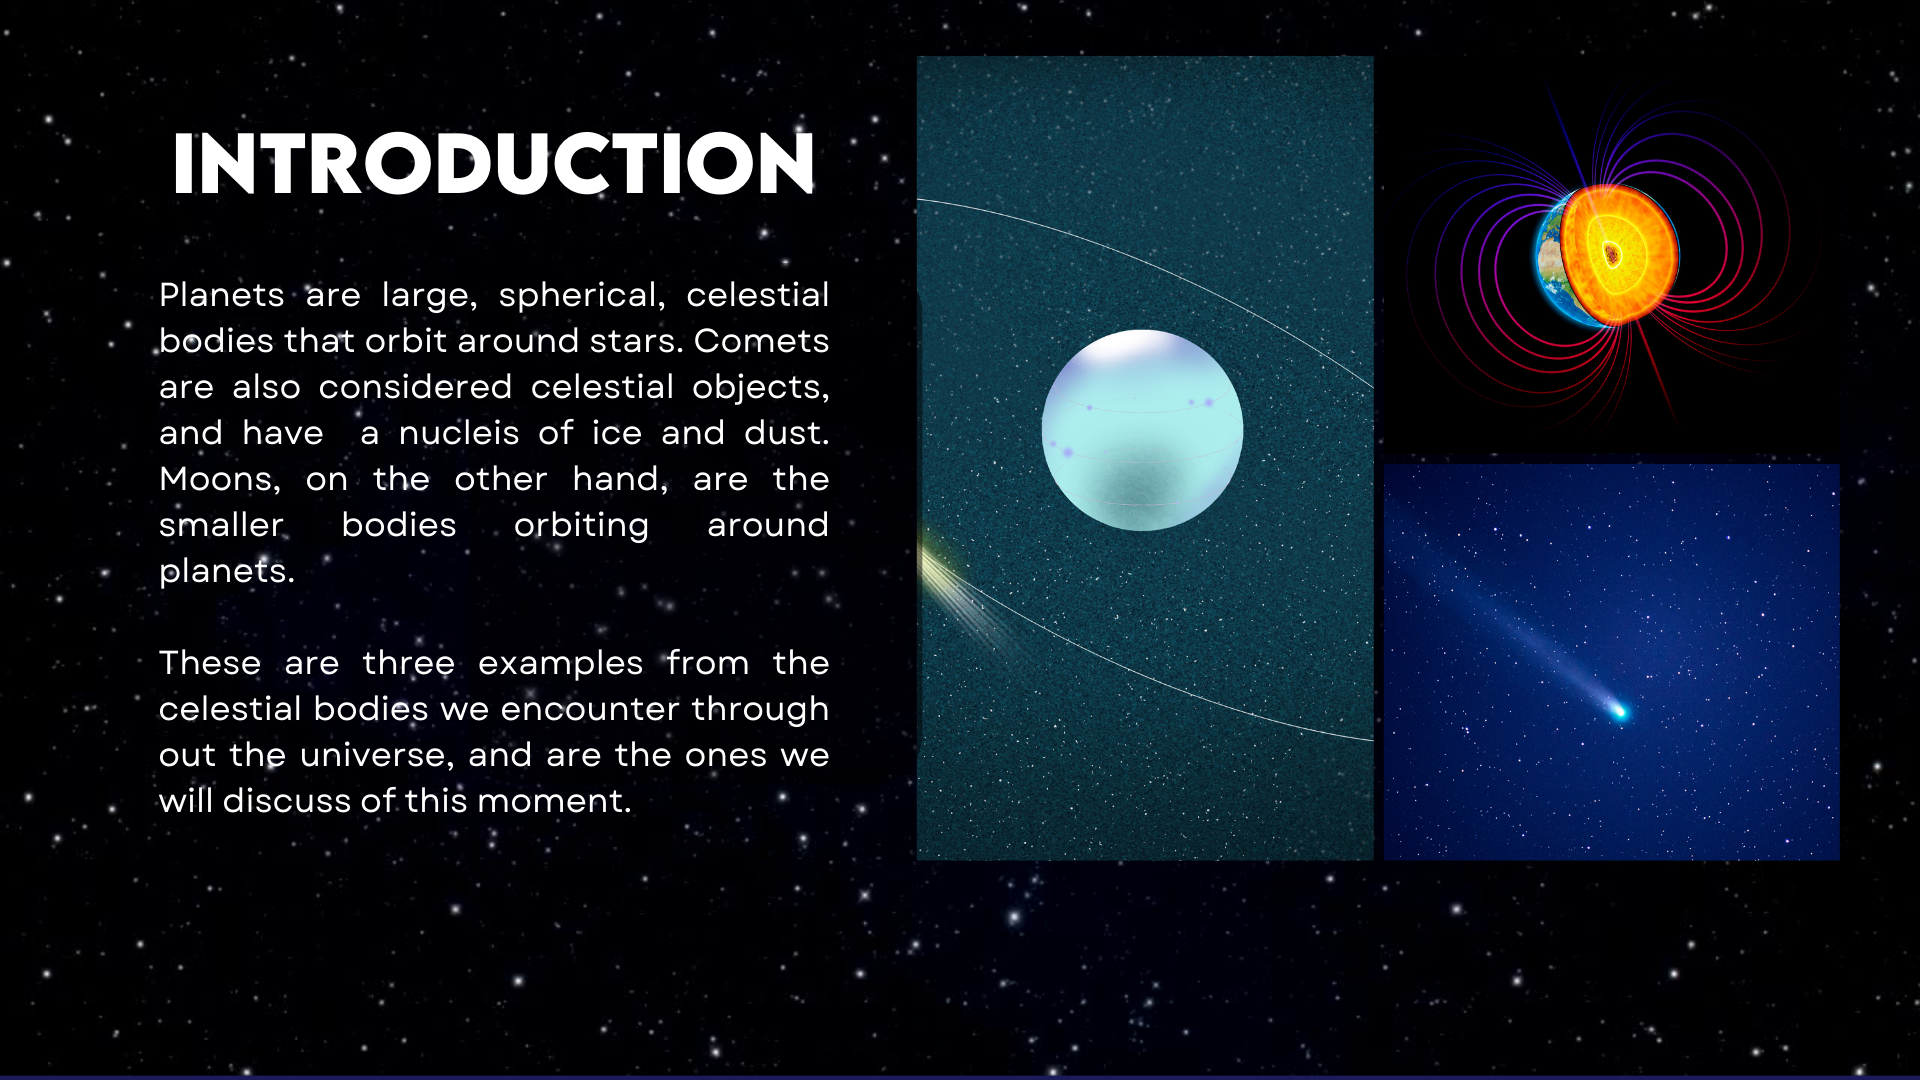 INTRODUCTION
Planets are large, spherical, celestial
bodies that orbit around stars. Comets
are also considered celestial objects,
and have  a nucleis of ice and dust.
Moons, on the other hand, are the
smaller bodies orbiting around
planets.
These are three examples from the
celestial bodies we encounter through
out the universe, and are the ones we
will discuss of this moment.